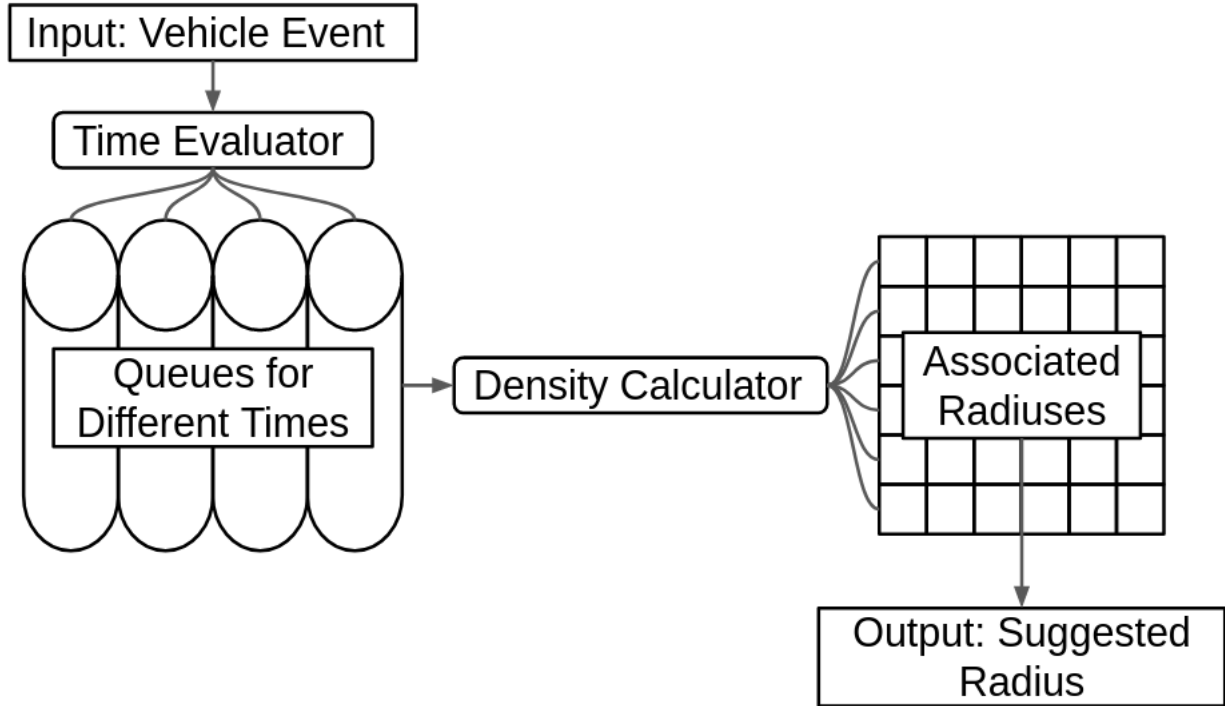 Input: Vehicle Event
Time Evaluator
Queues for
Different Times
Density Calculator
Associated
Radiuses
Output: Suggested
Radius